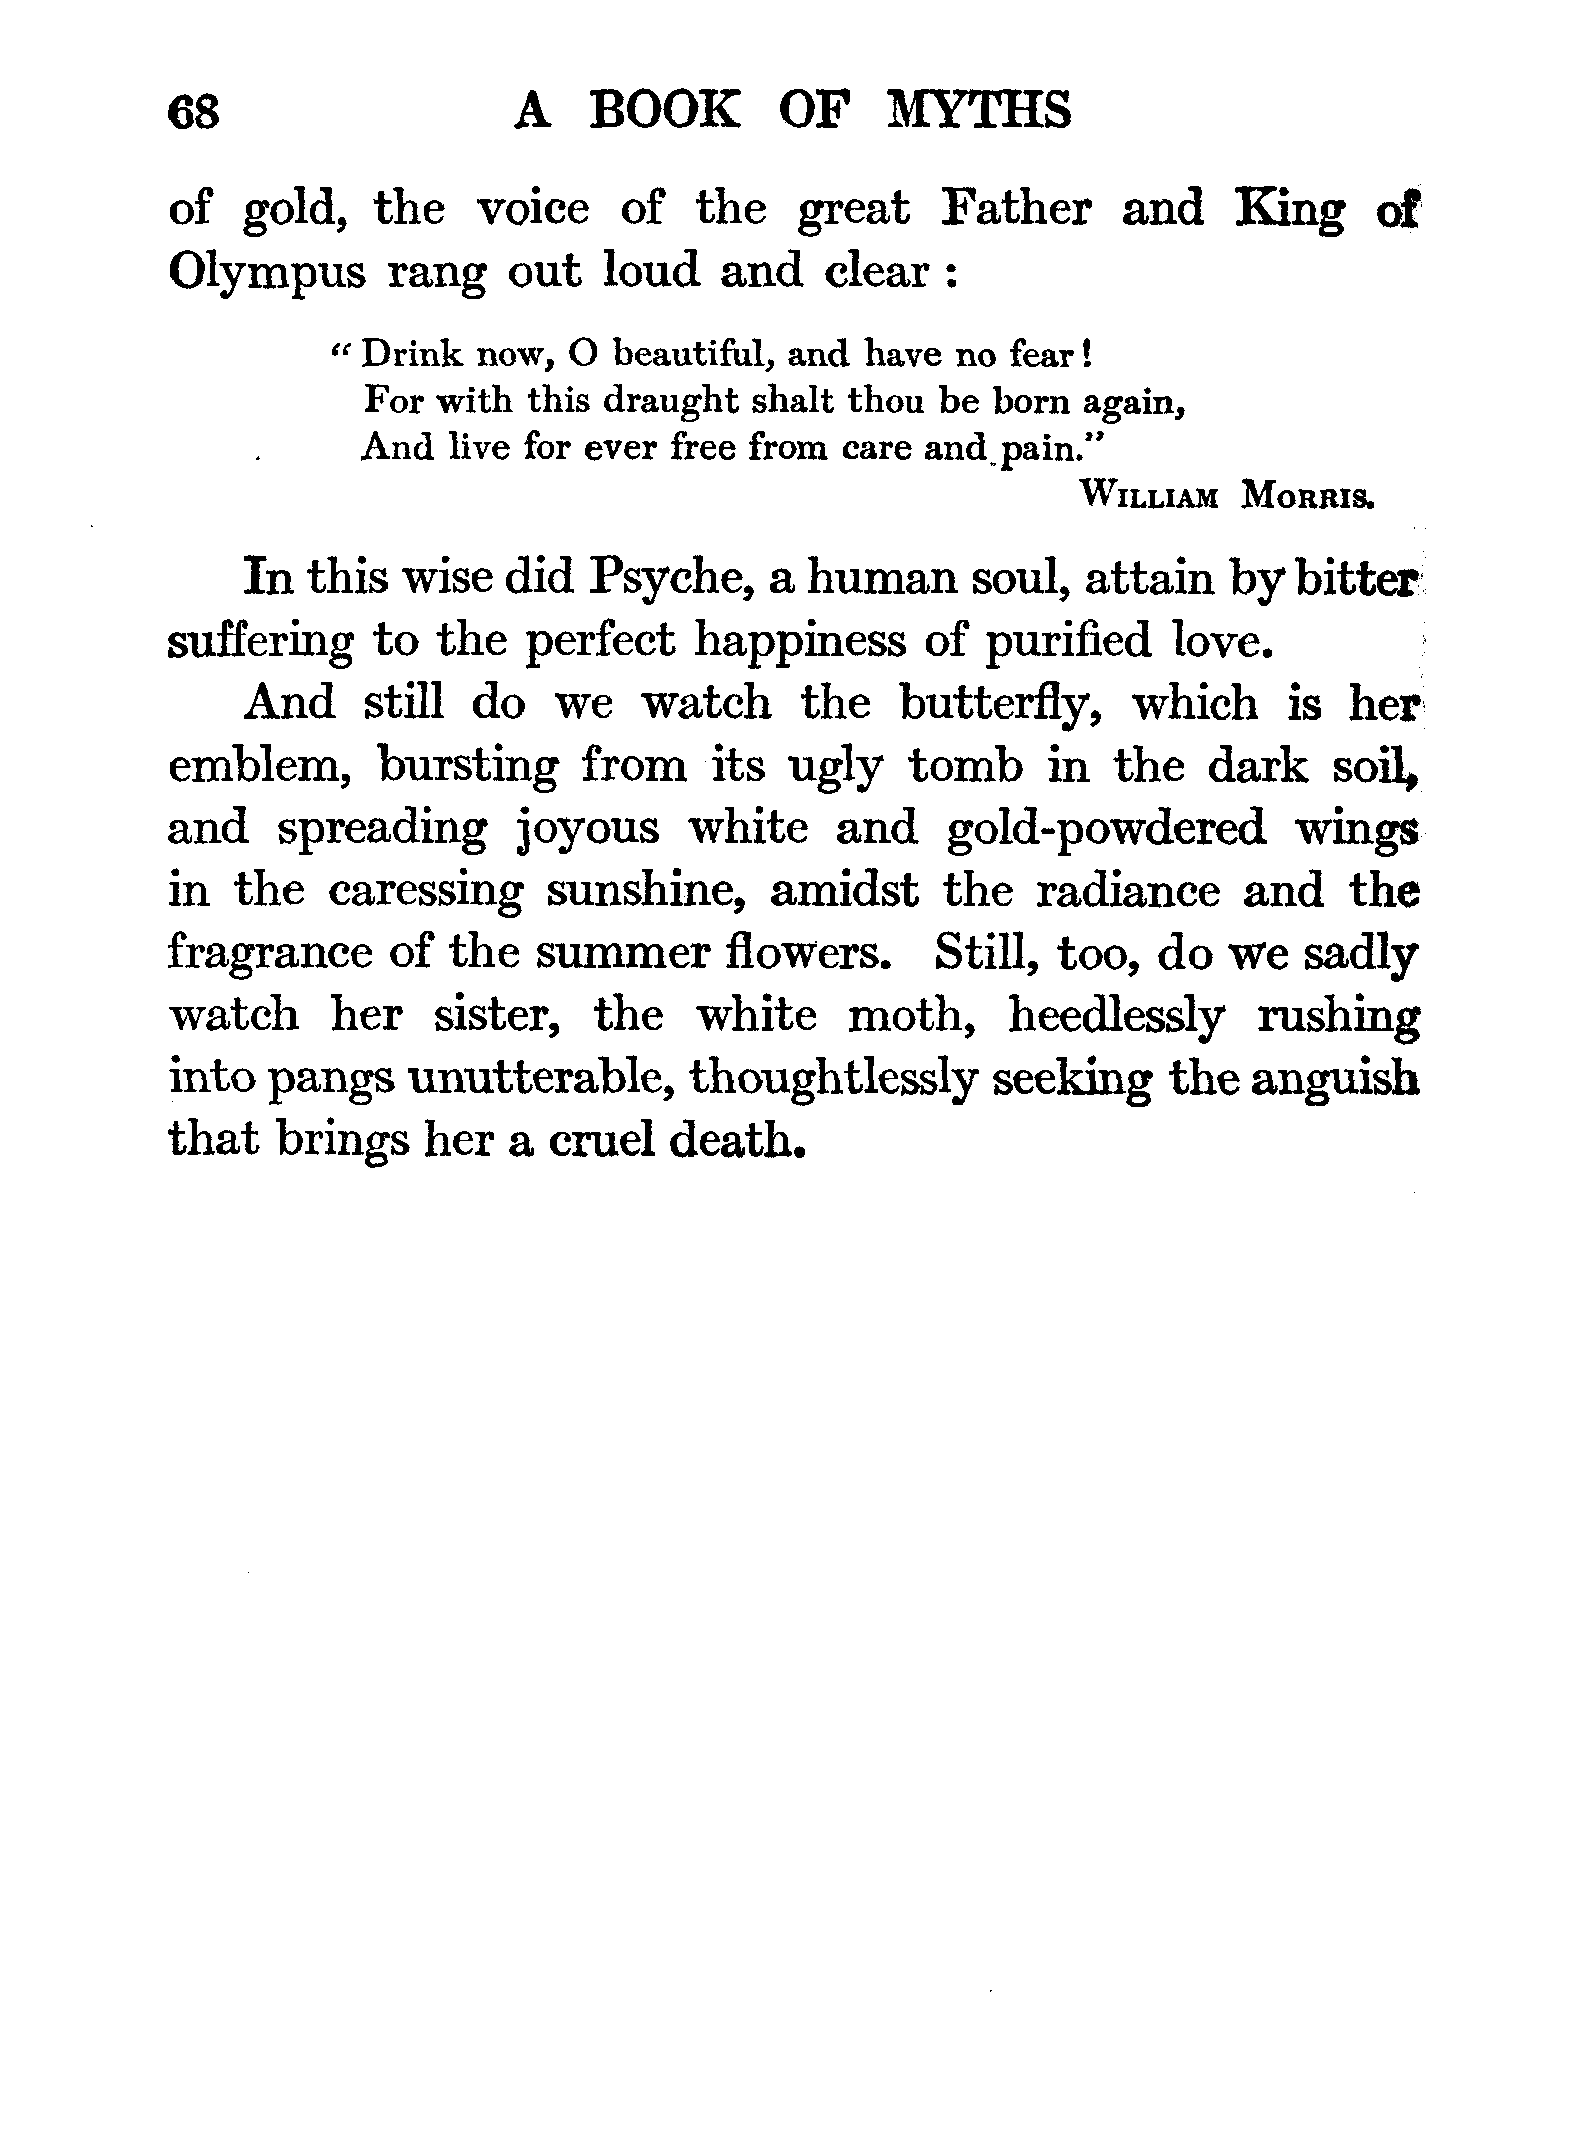 68 A BOOK OF MYTHS
of gold, the voice of the great Father and King of
Olympus rang out loud and clear :
“ Drink now, O beautiful, and have no fear !
For with this draught shalt thou be born again,
And live for ever free from care and pain.”
WILLIAM MORRIS.
In this wise did Psyche, a human soul, attain by bitter
suffering to the perfect happiness of purified love.
And still do we watch the butterfly, which is her
emblem, bursting from its ugly tomb in the dark soil,
and spreading joyous white and gold-powdered wings
in the caressing sunshine, amidst the radiance and the
fragrance of the summer flowers. Still, too, do we sadly
watch her sister, the white moth, heedlessly rushing
into pangs unutterable, thoughtlessly seeking the anguish
that brings her a cruel death.